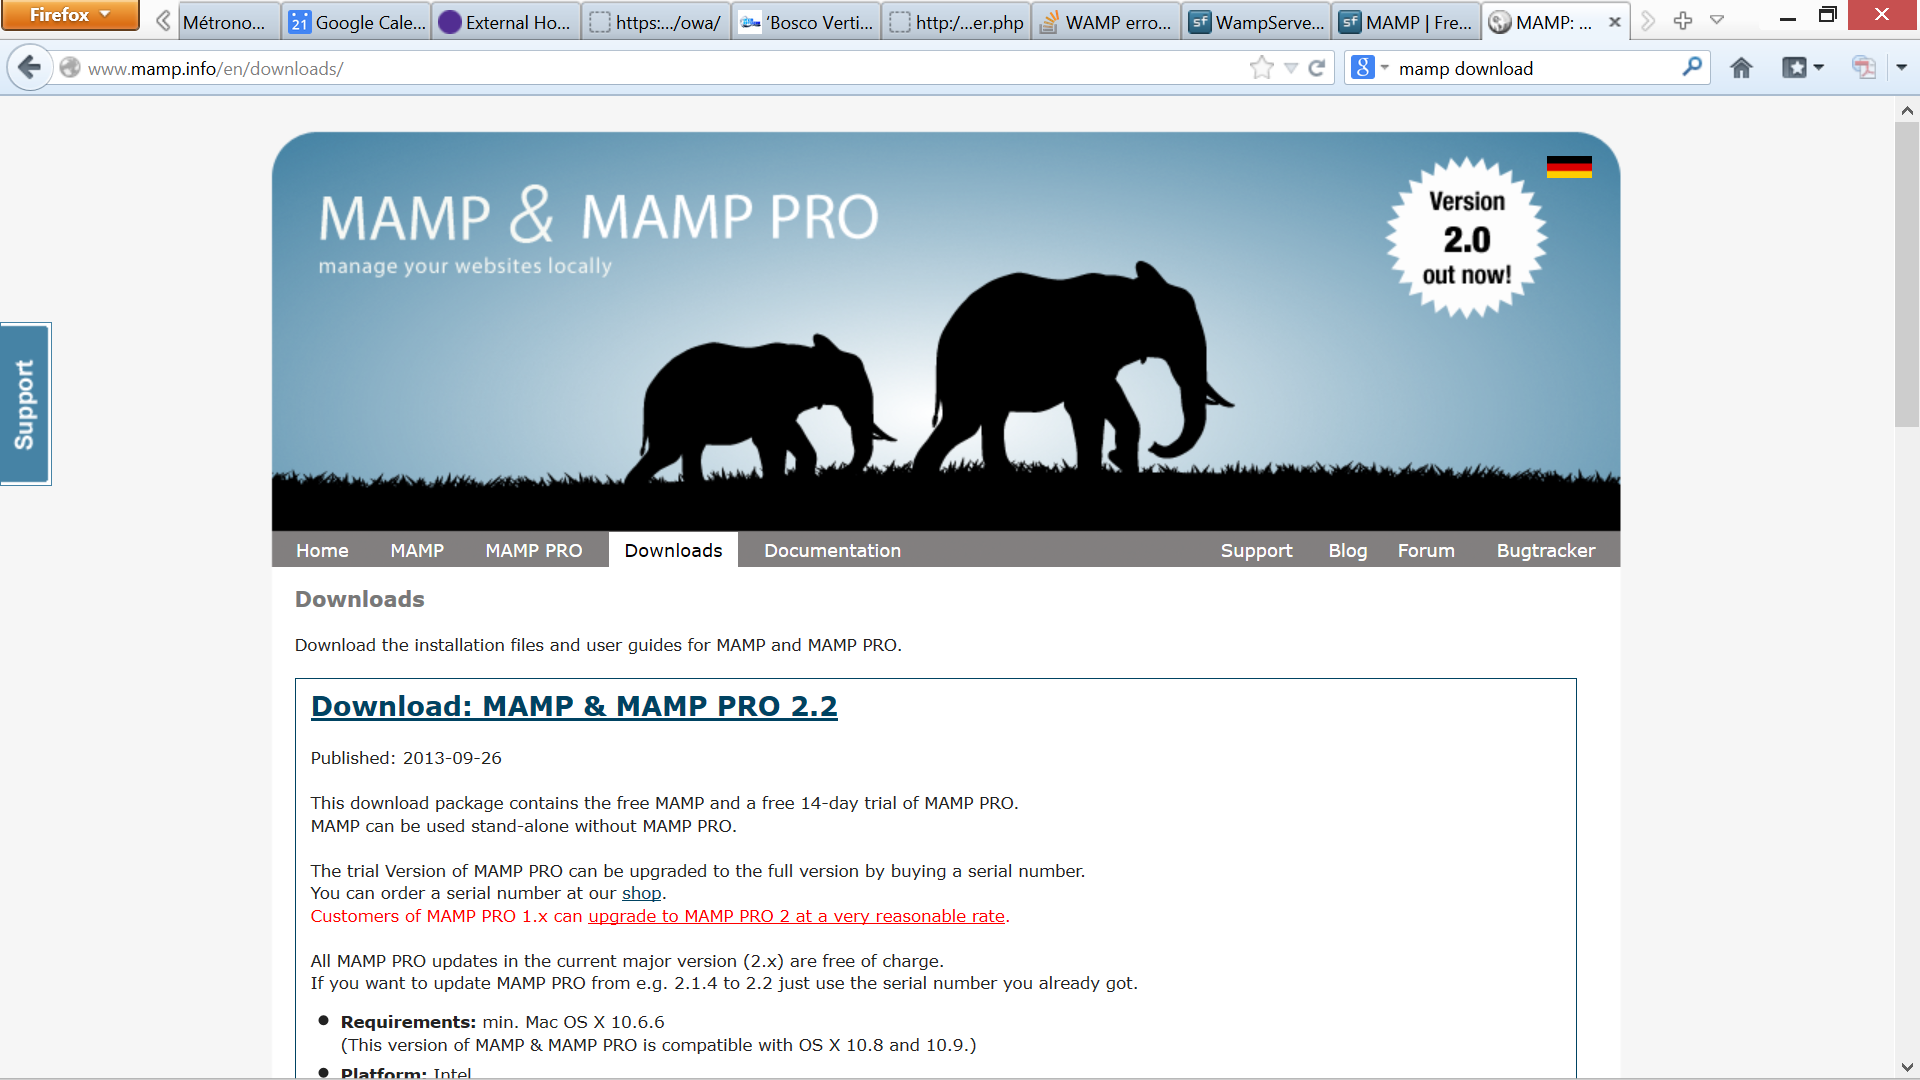 Firefox
Métrono...
21
Google Cale...
External Ho...
https:.../owa/
'Bosco Verti...
http:/...er.php
WAMP erro...
sf
WampServe...
sf
MAMP | Fre...
MAMP: ...
www.mamp.info/en/downloads/
g
mamp download
MAMP & MAMP PRO
manage your websites locally
Version
2.0
out now!
Support
Home
MAMP
MAMP PRO
Downloads
Documentation
Support
Blog
Forum
Bugtracker
Downloads
Download the installation files and user guides for MAMP and MAMP PRO.
Download: MAMP & MAMP PRO 2.2
Published: 2013-09-26
This download package contains the free MAMP and a free 14-day trial of MAMP PRO.
MAMP can be used stand-alone without MAMP PRO.
The trial Version of MAMP PRO can be upgraded to the full version by buying a serial number.
You can order a serial number at our shop.
Customers of MAMP PRO 1.x can upgrade to MAMP PRO 2 at a very reasonable rate.
All MAMP PRO updates in the current major version (2.x) are free of charge.
If you want to update MAMP PRO from e.g. 2.1.4 to 2.2 just use the serial number you already got.
Requirements: min. Mac OS X 10.6.6
(This version of MAMP & MAMP PRO is compatible with OS X 10.8 and 10.9.)
Platform: Intel